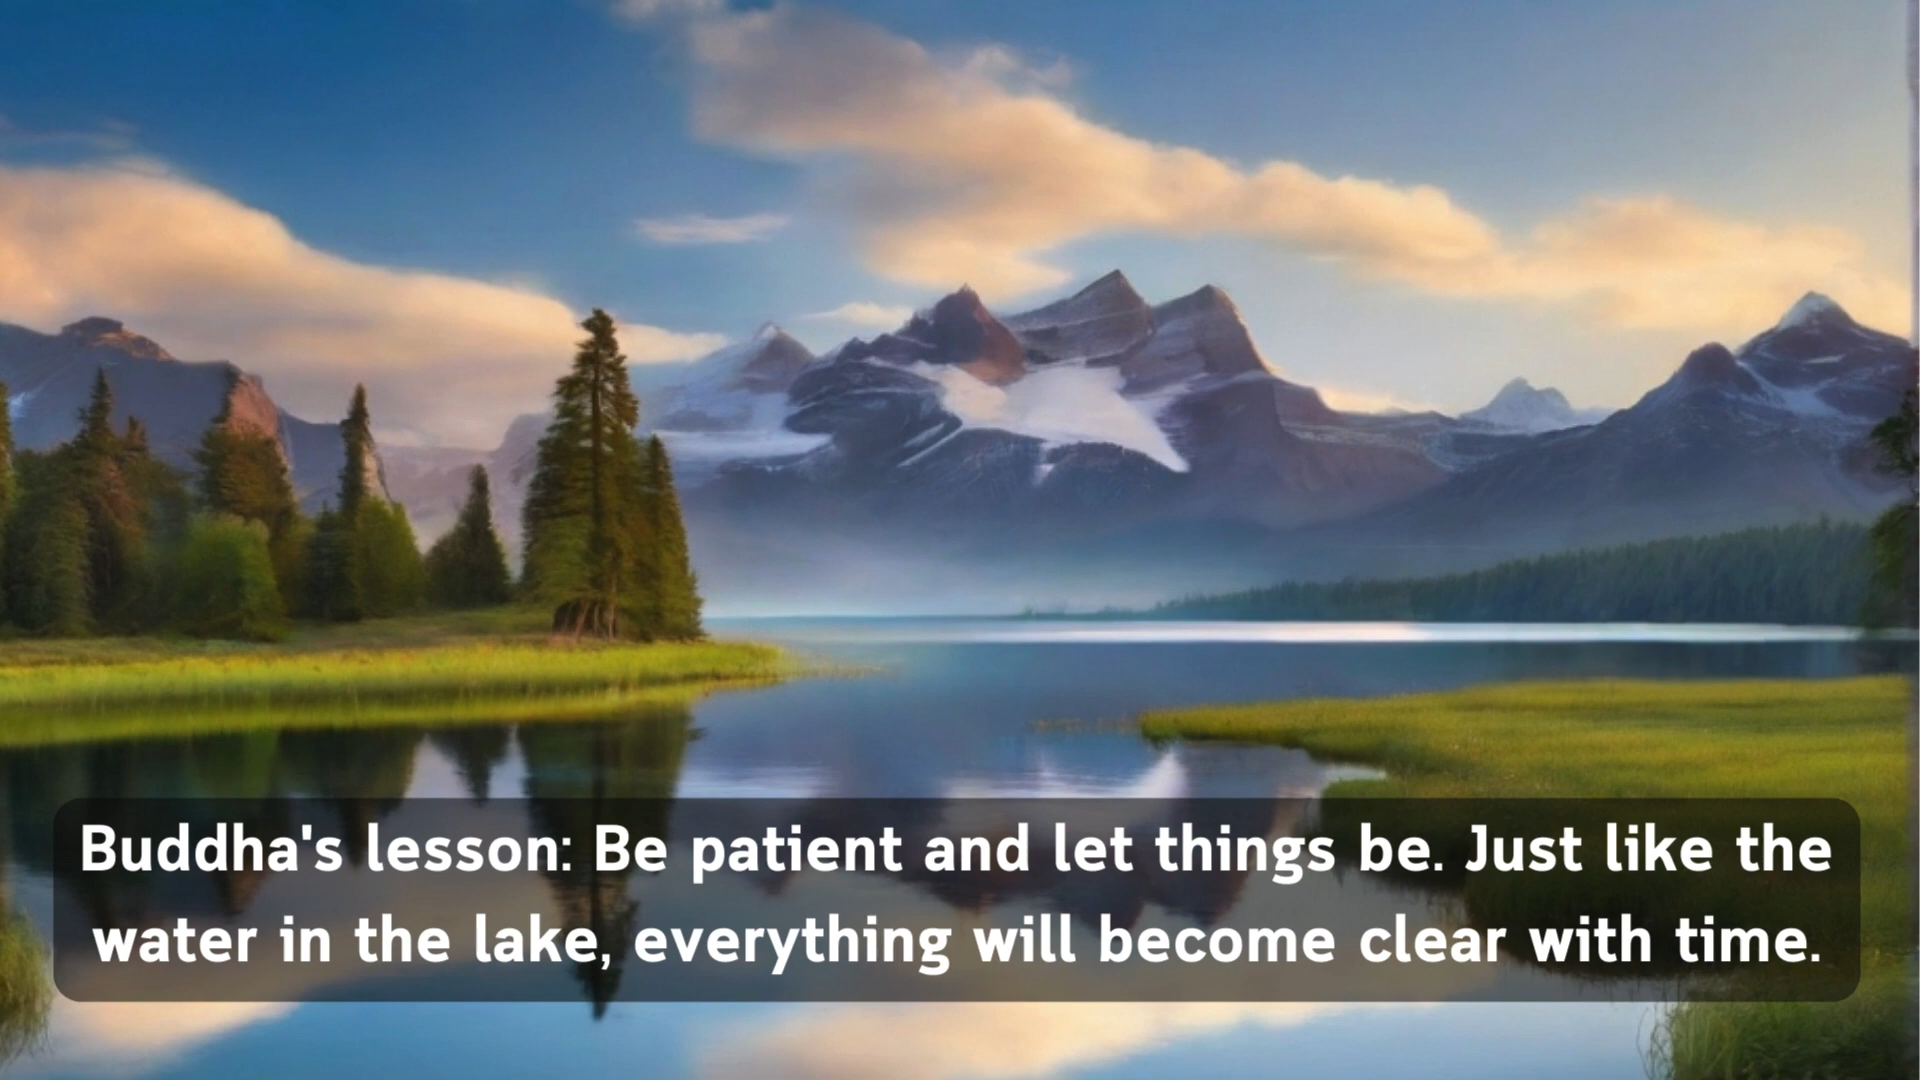 Buddha's lesson: Be patient and let things be. Just like the
water in the lake, everything will become clear with time.